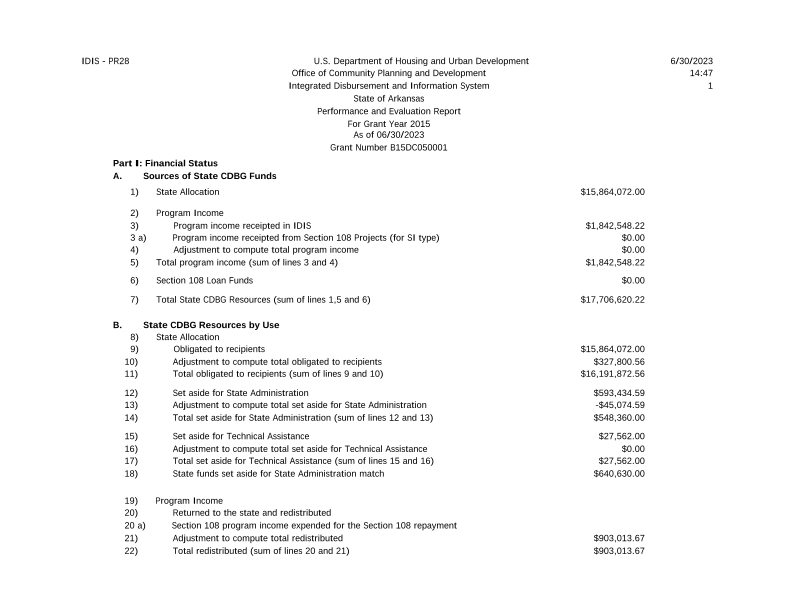 IDIS - PR28 U.S. Department of Housing and Urban Development 6/30/2023
Office of Community Planning and Development 14:47
Integrated Disbursement and Information System 1
State of Arkansas
Performance and Evaluation Report
For Grant Year 2015
As of 06/30/2023
Grant Number B15DC050001
Part I: Financial Status
A. Sources of State CDBG Funds
1) State Allocation $15,864,072.00
2) Program Income
3) Program income receipted in IDIS $1,842,548.22
3 a) Program income receipted from Section 108 Projects (for SI type) $0.00
4) Adjustment to compute total program income $0.00
5) Total program income (sum of lines 3 and 4) $1,842,548.22
6) Section 108 Loan Funds $0.00
7) Total State CDBG Resources (sum of lines 1,5 and 6) $17,706,620.22
B. State CDBG Resources by Use
8) State Allocation
9) Obligated to recipients $15,864,072.00
10) Adjustment to compute total obligated to recipients $327,800.56
11) Total obligated to recipients (sum of lines 9 and 10) $16,191,872.56
12) Set aside for State Administration $593,434.59
13) Adjustment to compute total set aside for State Administration -$45,074.59
14) Total set aside for State Administration (sum of lines 12 and 13) $548,360.00
15) Set aside for Technical Assistance $27,562.00
16) Adjustment to compute total set aside for Technical Assistance $0.00
17) Total set aside for Technical Assistance (sum of lines 15 and 16) $27,562.00
18) State funds set aside for State Administration match $640,630.00
19) Program Income
20) Returned to the state and redistributed
20 a) Section 108 program income expended for the Section 108 repayment
21) Adjustment to compute total redistributed $903,013.67
22) Total redistributed (sum of lines 20 and 21) $903,013.67